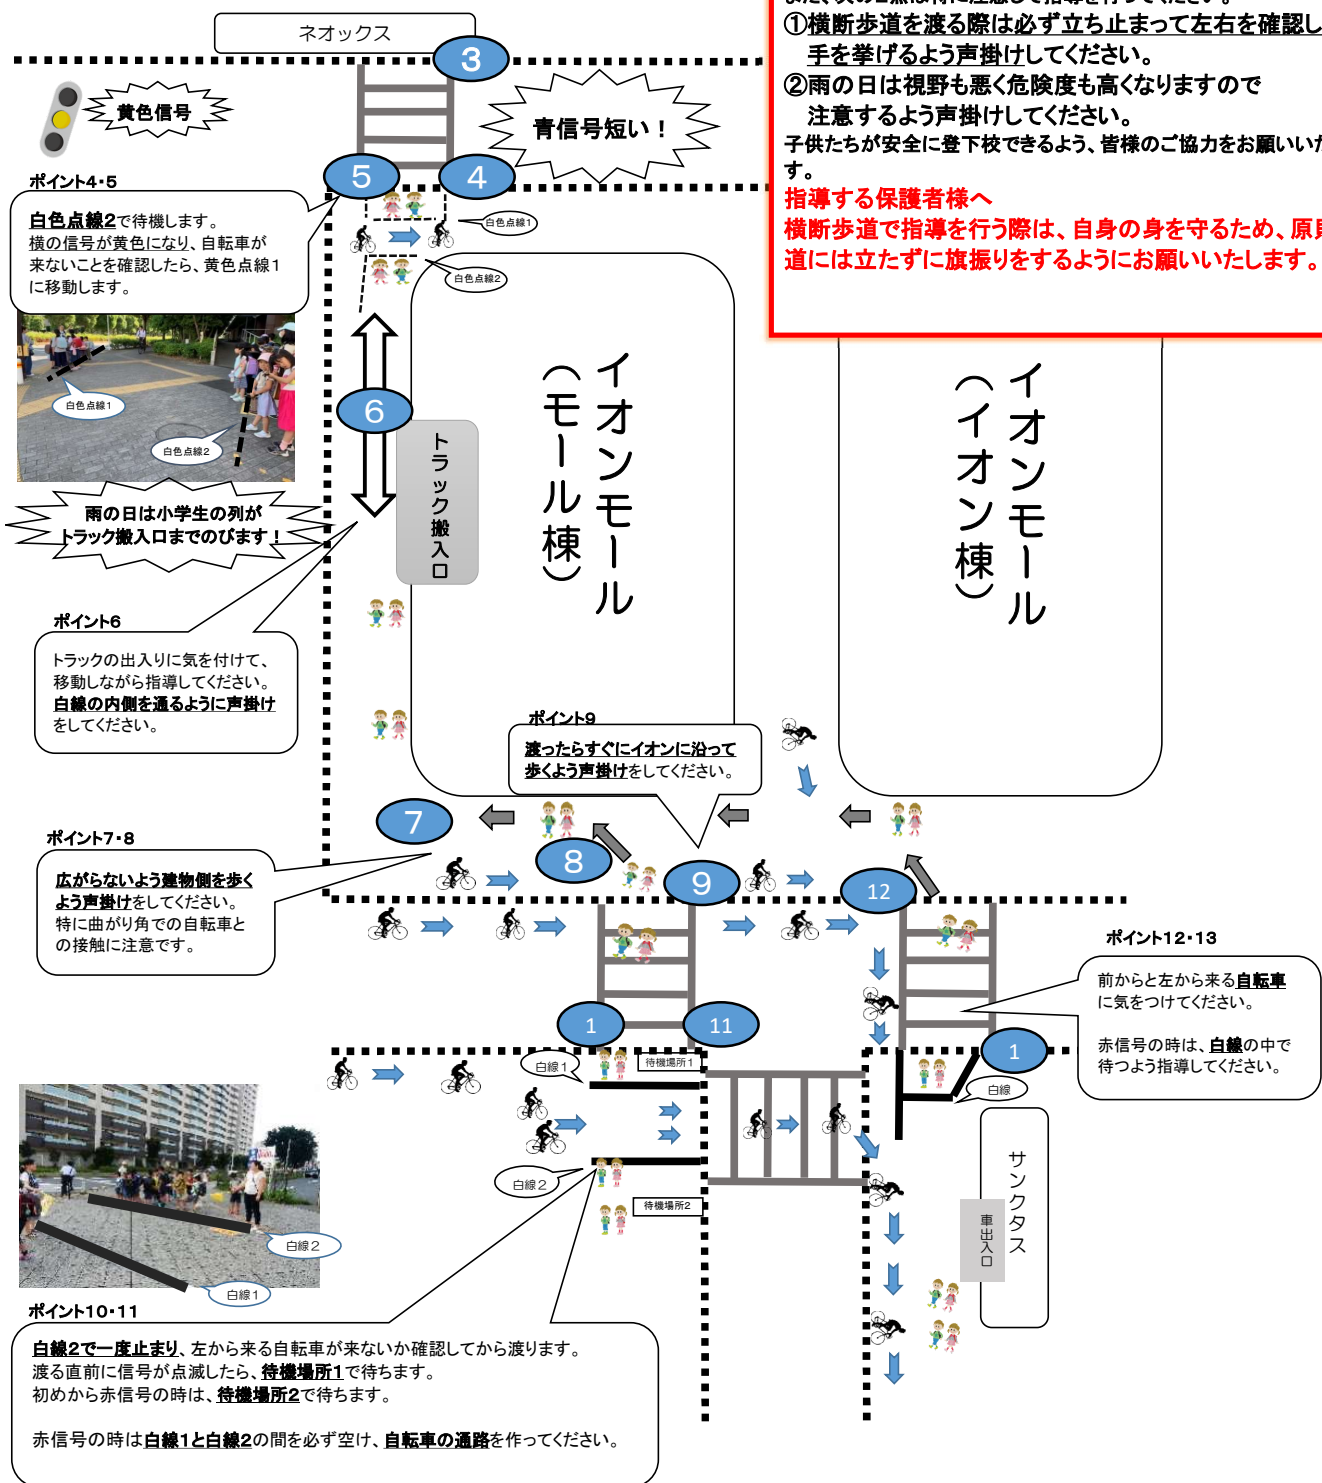 ネオックス
3
黄色信号
青信号短い！
①横断歩道を渡る際は必ず立ち止まって左右を確認し
手を挙げるよう声掛けしてください。
②雨の日は視野も悪く危険度も高くなりますので
注意するよう声掛けしてください。
子供たちが安全に登下校できるよう、皆様のご協力をお願いいた
す。
指導する保護者様へ
横断歩道で指導を行う際は、自身の身を守るため、原則
道には立たずに旗振りをするようにお願いいたします。
5
4
ポイント4・5
白色点線2で待機します。
横の信号が黄色になり、自転車が
来ないことを確認したら、黄色点線1
に移動します。
白色点線1
白色点線2
白色点線1
白色点線2
6
トラック搬入口
イオンモール
（モール棟）
イオンモール
（イオン棟）
雨の日は小学生の列が
トラック搬入口までのびます！
ポイント6
トラックの出入りに気を付けて、
移動しながら指導してください。
白線の内側を通るように声掛け
をしてください。
ポイント9
渡ったらすぐにイオンに沿って
歩くよう声掛けをしてください。
7
8
9
12
ポイント7・8
広がらないよう建物側を歩く
よう声掛けをしてください。
特に曲がり角での自転車と
の接触に注意です。
ポイント12・13
前からと左から来る自転車
に気をつけてください。
赤信号の時は、白線の中で
待つよう指導してください。
1
11
1
白線1
待機場所1
白線
白線2
待機場所2
サンクタス
車出入口
白線2
白線1
ポイント10・11
白線2で一度止まり、左から来る自転車が来ないか確認してから渡ります。
渡る直前に信号が点滅したら、待機場所1で待ちます。
初めから赤信号の時は、待機場所2で待ちます。
赤信号の時は白線1と白線2の間を必ず空け、自転車の通路を作ってください。